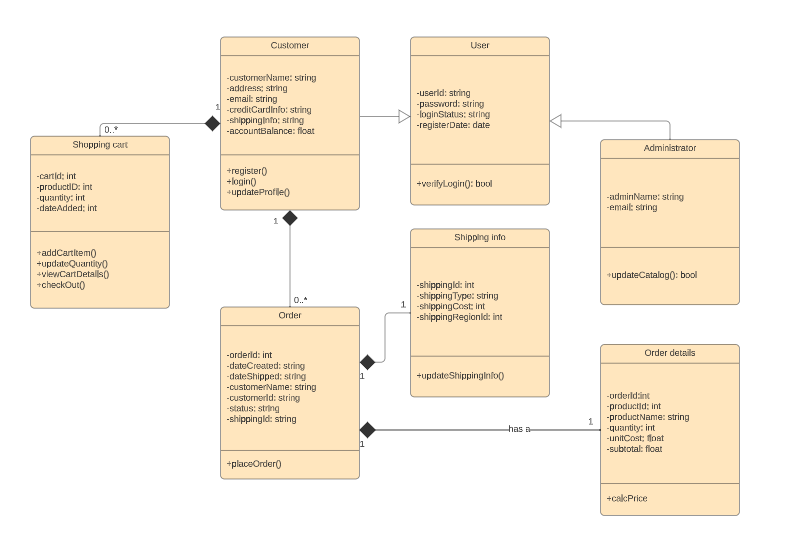 Customer
-customerName: string
-address: string
-email: string
-creditCardInfo: string
-shippingInfo: string
-accountBalance: float
+register()
+login()
+updateProfile()
User
-userId: string
-password: string
-loginStatus: string
-registerDate: date
+verifyLogin(): bool
1
0..*
Shopping cart
-cartId: int
-productID: int
-quantity: int
-dateAdded: int
+addCartItem()
+updateQuantity()
+viewCartDetails()
+checkOut()
Administrator
-adminName: string
-email: string
+updateCatalog(): bool
1
0..*
Shipping info
-shippingId: int
-shippingType: string
-shippingCost: int
-shippingRegionId: int
+updateShippingInfo()
1
1
Order
-orderId: int
-dateCreated: string
-dateShipped: string
-customerName: string
-customerId: string
-status: string
-shippingId: string
+placeOrder()
1
has a
1
Order details
-orderId:int
-productId: int
-productName: string
-quantity: int
-unitCost: float
-subtotal: float
+calcPrice